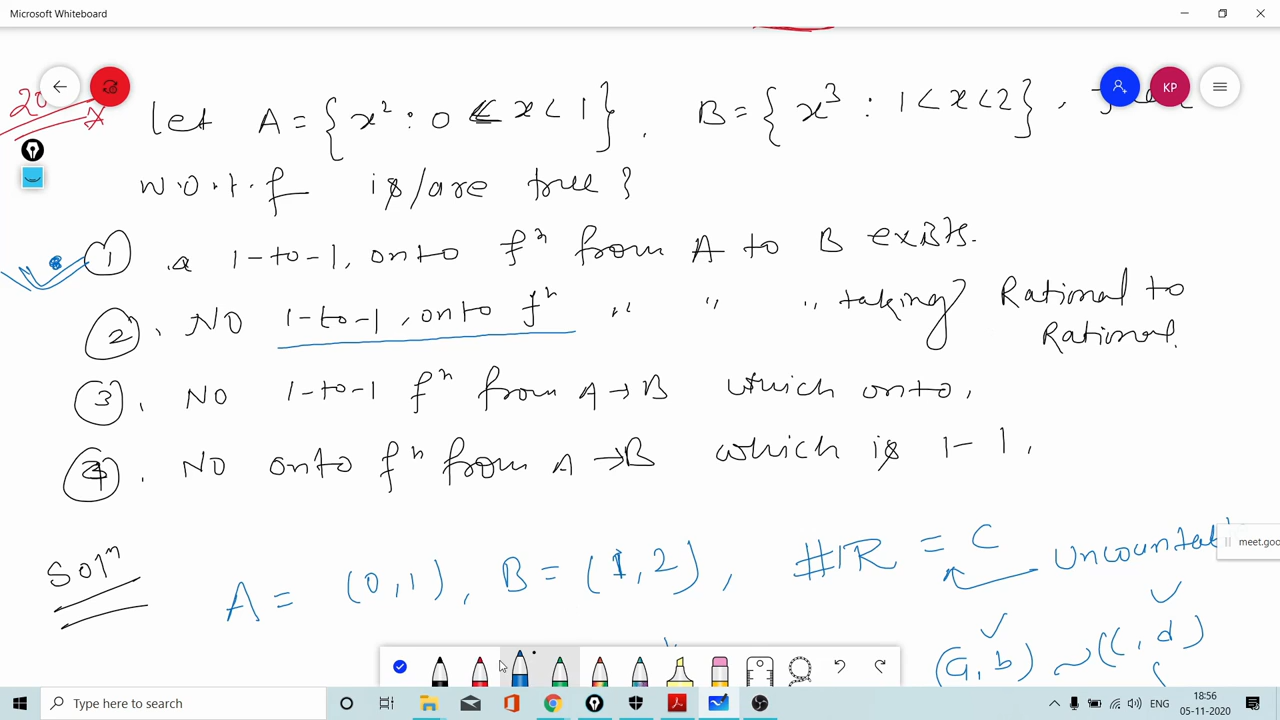 Microsoft Whiteboard
KP
let A = { x² : 0 < x < 1 } . B = { x³ : 1 < x < 2 } ,
w.o.t.f is/are true ?
① .a 1-to-1, onto fⁿ from A to B exists.
② . NO 1-to-1, onto fⁿ " " " taking Rational to
Rational.
③ . NO 1-to-1 fⁿ from A → B which onto.
④ . NO onto fⁿ from A → B which is 1-1.
Solⁿ
A = (0,1), B = (1,2), #IR = C
meet.goo
(a,b) ~ (c,d)
Type here to search
ENG
18:56
05-11-2020